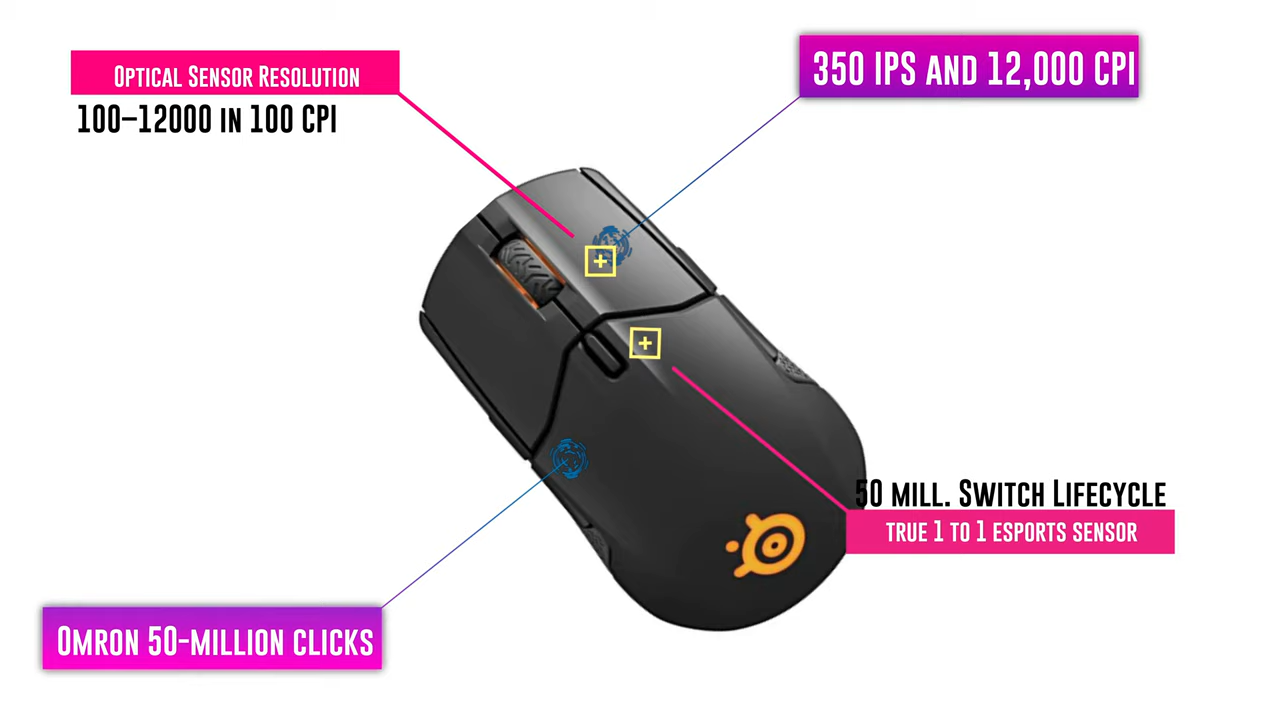 Optical Sensor Resolution
100–12000 in 100 CPI
350 IPS and 12,000 CPI
50 mill. Switch Lifecycle
true 1 to 1 esports sensor
Omron 50-million clicks